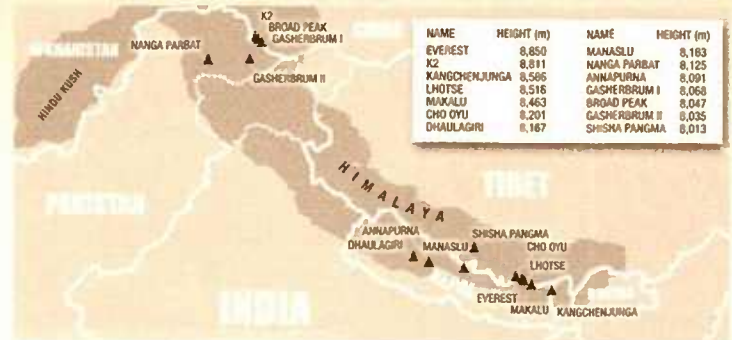 K2
BROAD PEAK
GASHERBRUM I
NANGA PARBAT
GASHERBRUM II
AFGHANISTAN
HINDU KUSH
PAKISTAN
HIMALAYA
TIBET
INDIA
ANNAPURNA
DHAULAGIRI
MANASLU
SHISHA PANGMA
CHO OYU
LHOTSE
EVEREST
MAKALU
KANGCHENJUNGA
NAME HEIGHT (m) NAME HEIGHT (m)
EVEREST 8,850 MANASLU 8,163
K2 8,611 NANGA PARBAT 8,125
KANGCHENJUNGA 8,586 ANNAPURNA 8,091
LHOTSE 8,516 GASHERBRUM I 8,068
MAKALU 8,463 BROAD PEAK 8,047
CHO OYU 8,201 GASHERBRUM II 8,035
DHAULAGIRI 8,167 SHISHA PANGMA 8,013